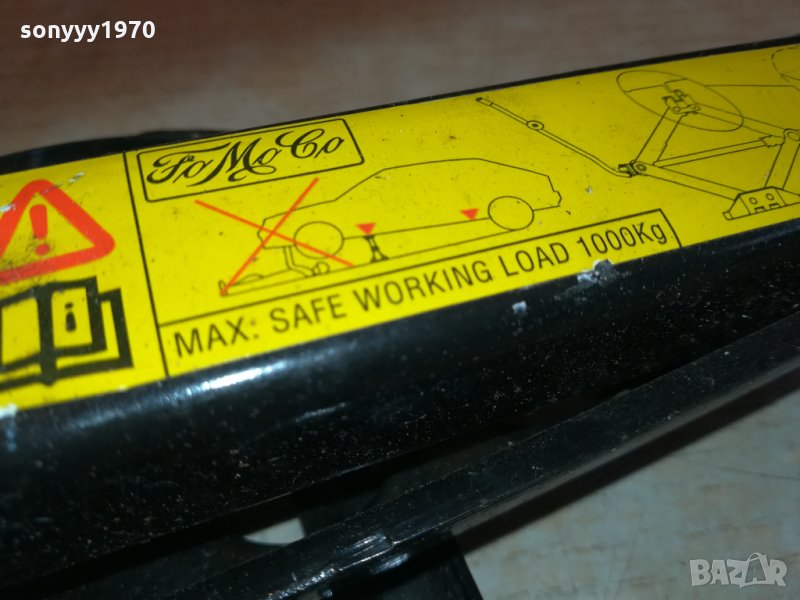 sonyyy1970
FoMoCo
MAX: SAFE WORKING LOAD 1000Kg
BAZAR